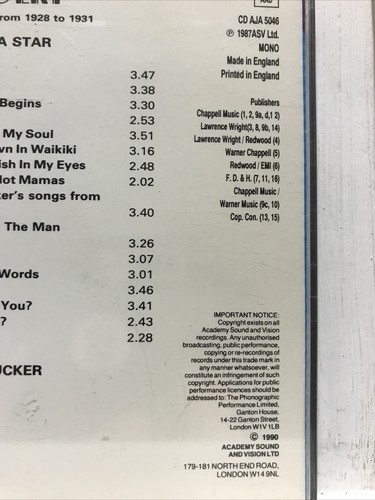 from 1928 to 1931
A STAR
3.47
3.38
Begins 3.30
2.53
My Soul 3.51
wn In Waikiki 3.16
ish In My Eyes 2.48
Hot Mamas 2.02
ker's songs from
3.40
The Man
3.26
3.07
Words 3.01
3.46
You? 3.41
? 2.43
2.28
UCKER
CD AJA 5046
℗ 1987ASV Ltd.
MONO
Made in England
Printed in England
Publishers
Chappell Music (1, 2, 9a, d,1 2)
Lawrence Wright(3, 8, 9b, 14)
Lawrence Wright / Redwood (4)
Warner Chappell (5)
Redwood / EMI (6)
F. D. & H. (7, 11, 16)
Chappell Music /
Warner Music (9c, 10)
Cop. Con. (13, 15)
IMPORTANT NOTICE:
Copyright exists on all
Academy Sound and Vision
recordings. Any unauthorised
broadcasting, public performance,
copying or re-recordings of
records under this trade mark in
any manner whatsoever, will
constitute an infringement of such
copyright. Applications for public
performance licences should be
addressed to: The Phonographic
Performance Limited,
Ganton House,
14-22 Ganton Street,
London W1V 1LB
© 1990
ACADEMY SOUND
AND VISION LTD
179-181 NORTH END ROAD,
LONDON W14 9NL